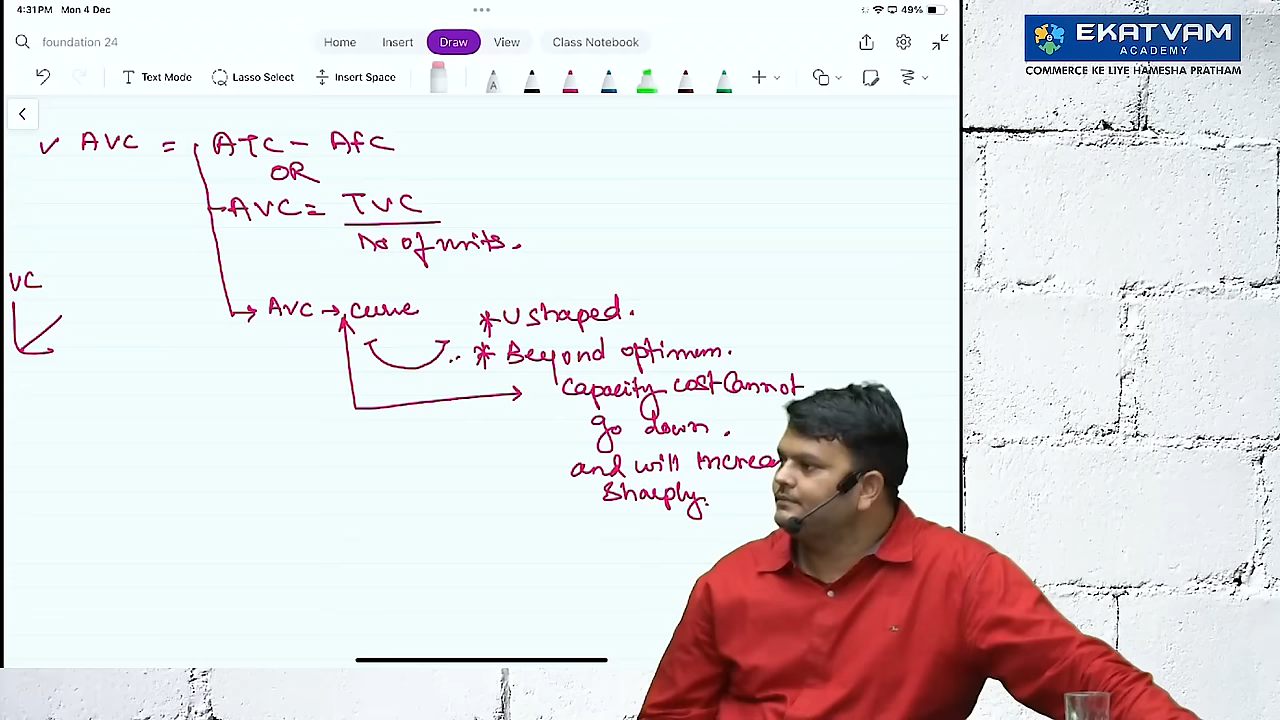 4:31PM Mon 4 Dec
49%
foundation 24
Home Insert Draw View Class Notebook
Text Mode Lasso Select Insert Space
EKATVAM
ACADEMY
COMMERCE KE LIYE HAMESHA PRATHAM
AVC = ATC - AfC
OR
AVC = TVC
No of units.
VC
AVC → curve
* U shaped.
* Beyond optimum.
Capacity cost Cannot
go down.
and will Increa
Sharply.